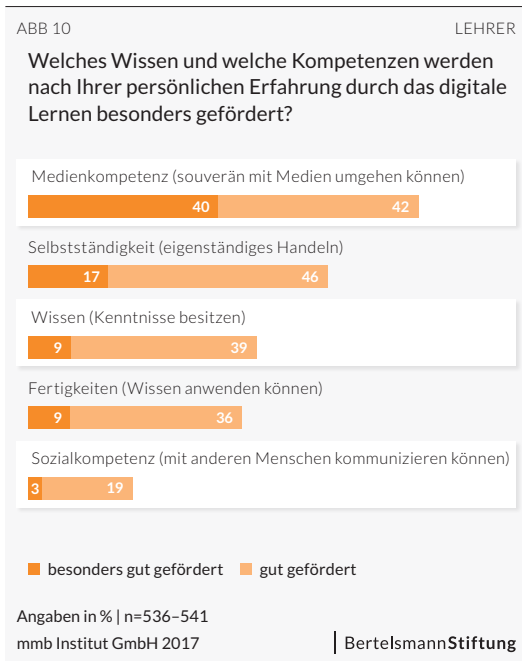 ABB 10 LEHRER
Welches Wissen und welche Kompetenzen werden
nach Ihrer persönlichen Erfahrung durch das digitale
Lernen besonders gefördert?
Medienkompetenz (souverän mit Medien umgehen können)
40 42
Selbstständigkeit (eigenständiges Handeln)
17 46
Wissen (Kenntnisse besitzen)
9 39
Fertigkeiten (Wissen anwenden können)
9 36
Sozialkompetenz (mit anderen Menschen kommunizieren können)
3 19
besonders gut gefördert gut gefördert
Angaben in % | n=536–541
mmb Institut GmbH 2017 BertelsmannStiftung